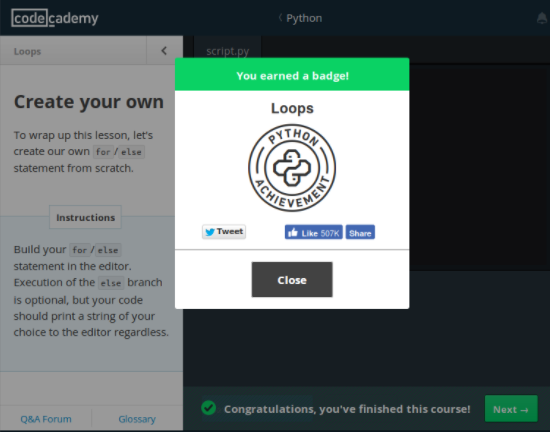 codecademy
Python
Loops
script.py
You earned a badge!
Loops
PYTHON
ACHIEVEMENT
Tweet
Like 507K
Share
Close
Create your own
To wrap up this lesson, let's
create our own for / else
statement from scratch.
Instructions
Build your for / else
statement in the editor.
Execution of the else branch
is optional, but your code
should print a string of your
choice to the editor regardless.
Q&A Forum
Glossary
Congratulations, you've finished this course!
Next →